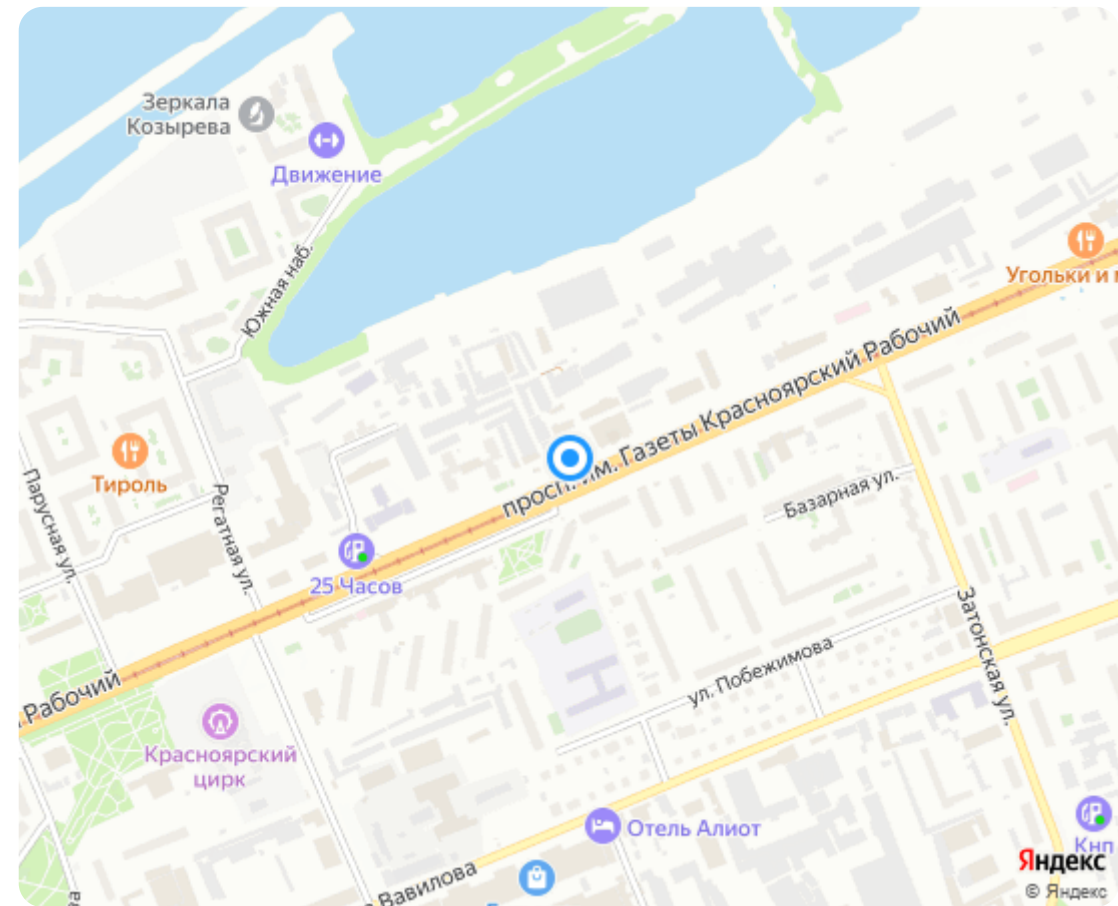 Зеркала
Козырева
Движение
Южная наб.
Угольки и
просп. им. Газеты Красноярский Рабочий
Тироль
Парусная ул.
Регатная ул.
Базарная ул.
25 Часов
Затонская ул.
ул. Побежимова
Рабочий
Красноярский
цирк
Отель Алиот
Кнп
Вавилова
Яндекс
© Яндекс